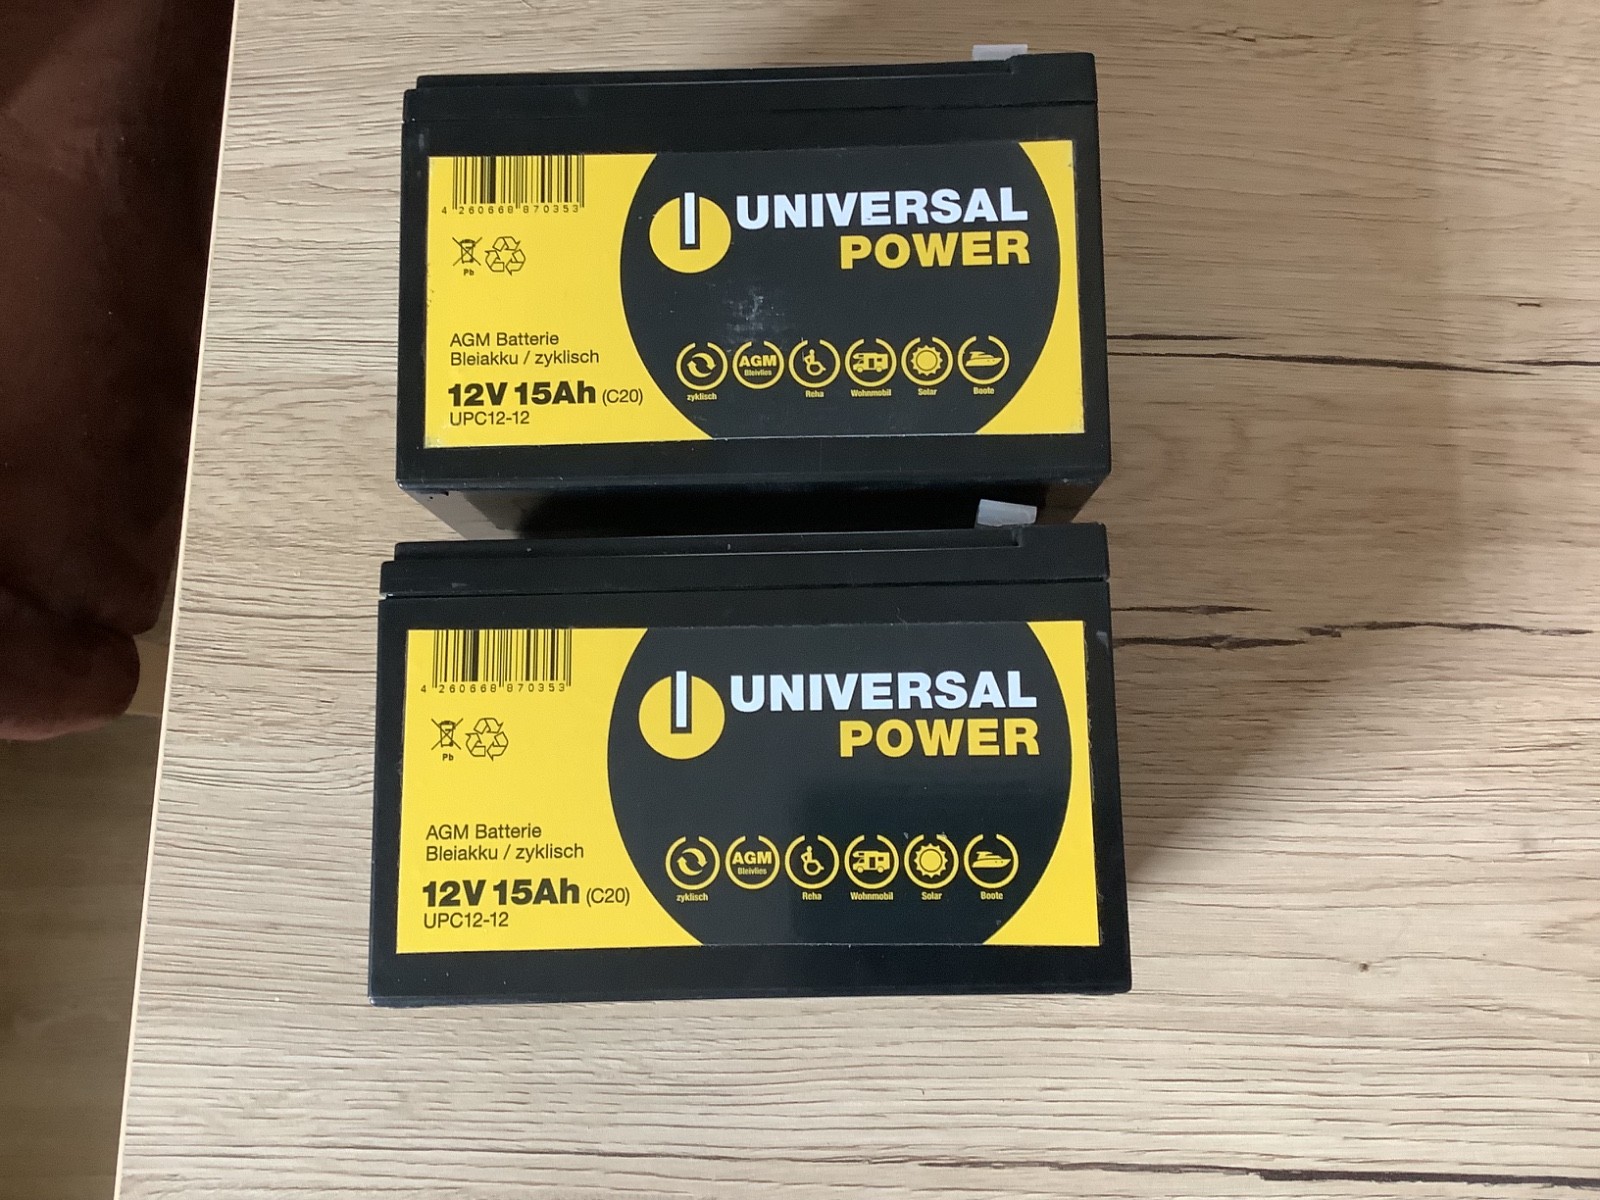 4 260668 870353
UNIVERSAL
POWER
Pb
AGM Batterie
Bleiakku / zyklisch
12V 15Ah (C20)
UPC12-12
AGM
Bleivlies
zyklisch
Reha
Wohnmobil
Solar
Boote
4 260668 870353
UNIVERSAL
POWER
Pb
AGM Batterie
Bleiakku / zyklisch
12V 15Ah (C20)
UPC12-12
AGM
Bleivlies
zyklisch
Reha
Wohnmobil
Solar
Boote